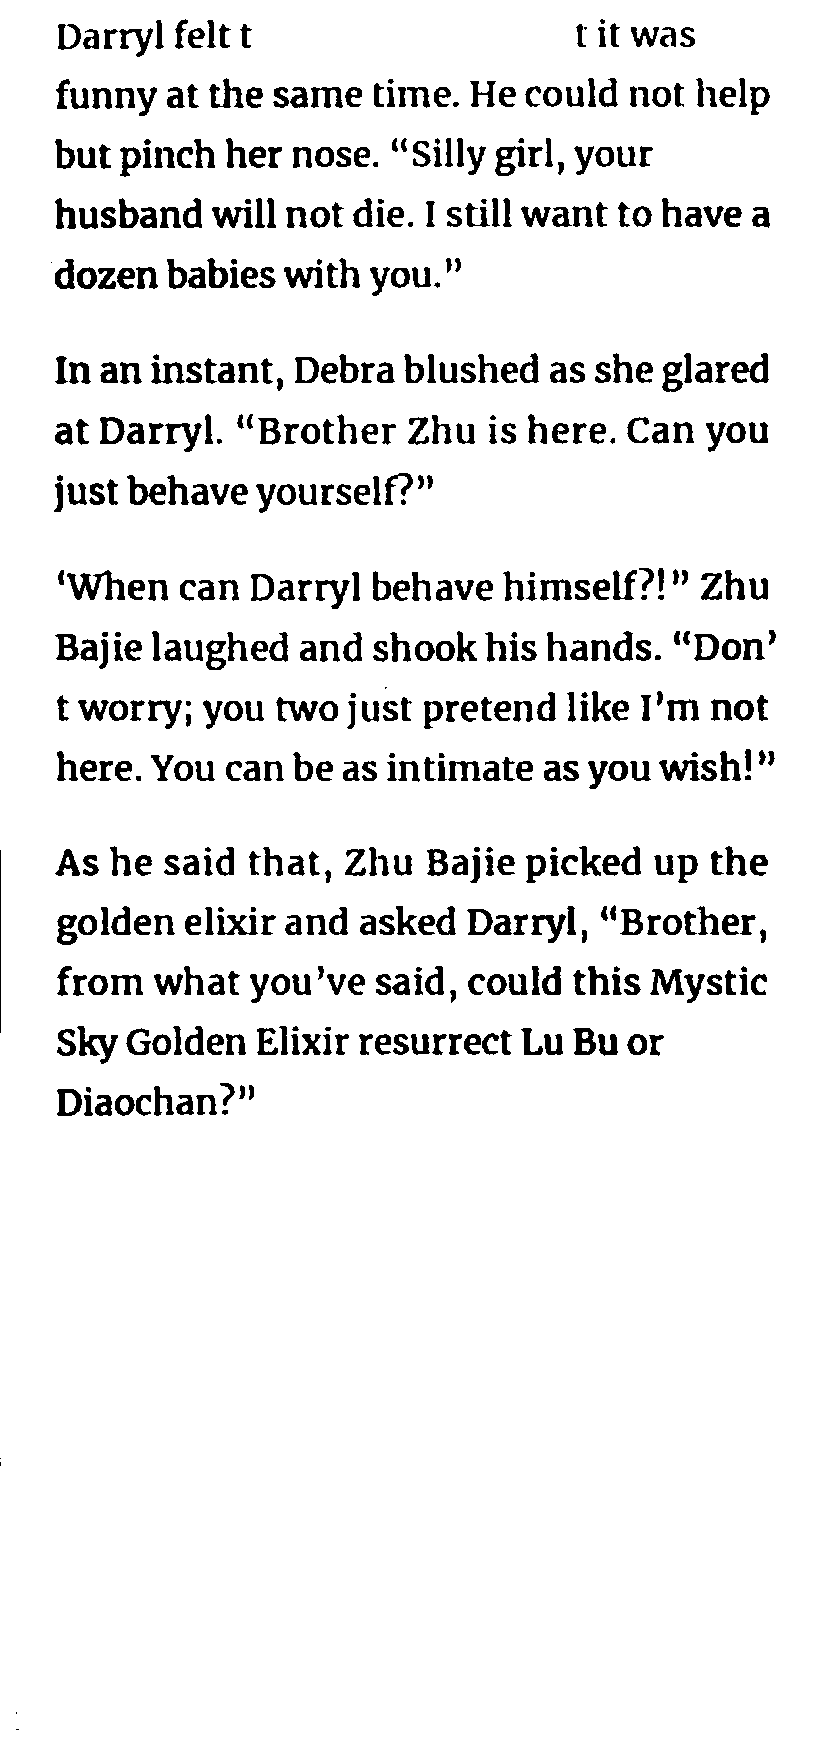 Darryl felt t it was
funny at the same time. He could not help
but pinch her nose. “Silly girl, your
husband will not die. I still want to have a
dozen babies with you.”
In an instant, Debra blushed as she glared
at Darryl. “Brother Zhu is here. Can you
just behave yourself?”
‘When can Darryl behave himself?!” Zhu
Bajie laughed and shook his hands. “Don’
t worry; you two just pretend like I’m not
here. You can be as intimate as you wish!”
As he said that, Zhu Bajie picked up the
golden elixir and asked Darryl, “Brother,
from what you’ve said, could this Mystic
Sky Golden Elixir resurrect Lu Bu or
Diaochan?”